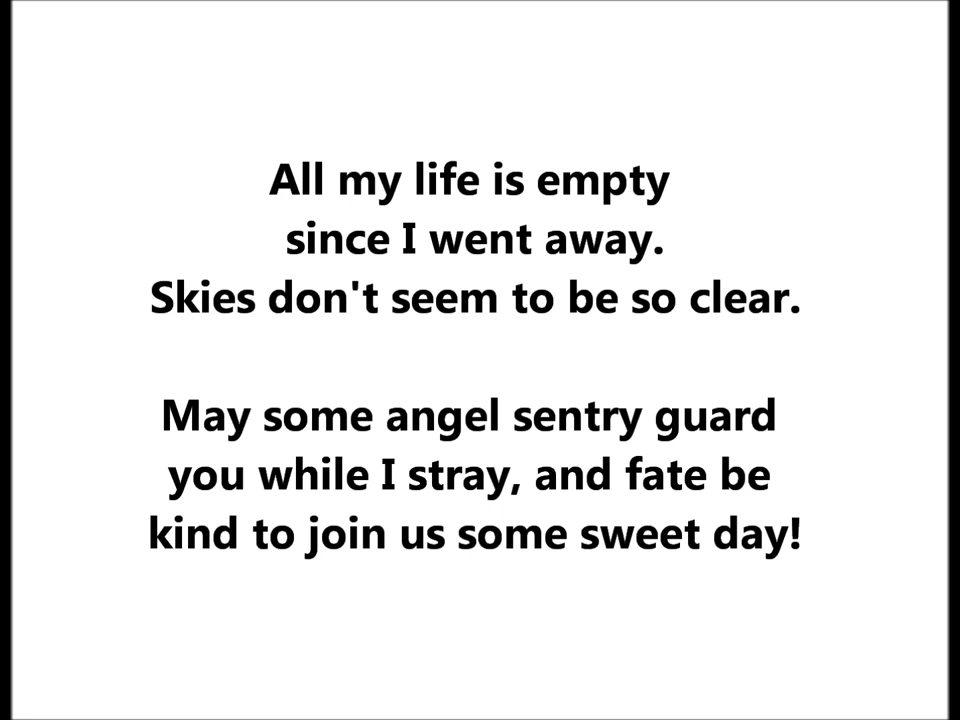 All my life is empty
since I went away.
Skies don't seem to be so clear.
May some angel sentry guard
you while I stray, and fate be
kind to join us some sweet day!